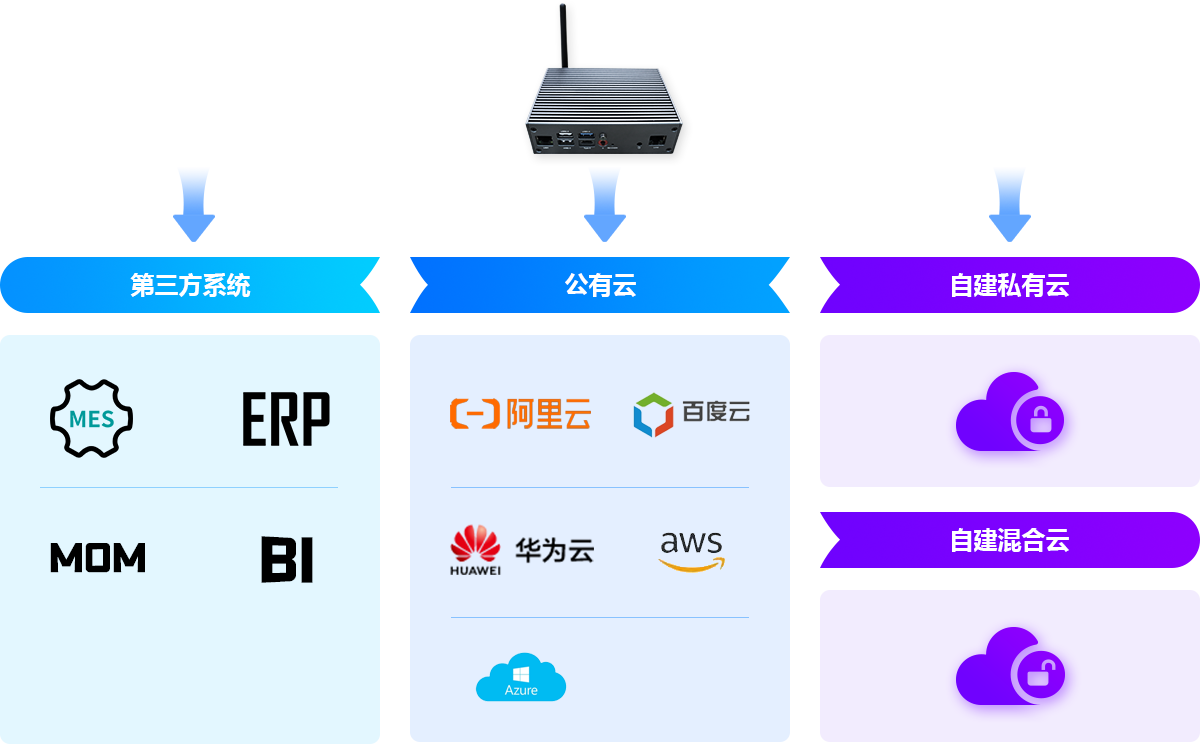 第三方系统
公有云
自建私有云
MES
ERP
MOM
BI
阿里云
百度云
HUAWEI
华为云
aws
Azure
自建混合云